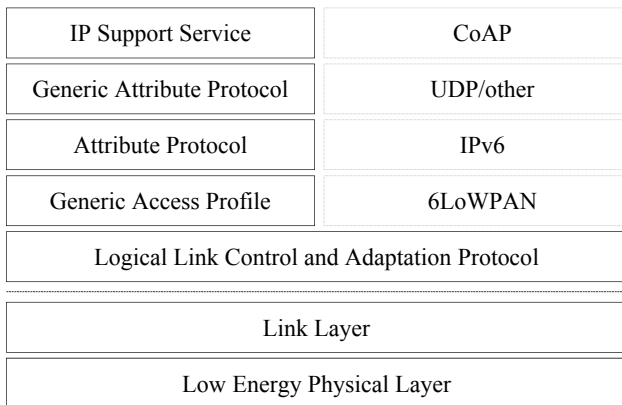 IP Support Service
CoAP
Generic Attribute Protocol
UDP/other
Attribute Protocol
IPv6
Generic Access Profile
6LoWPAN
Logical Link Control and Adaptation Protocol
Link Layer
Low Energy Physical Layer